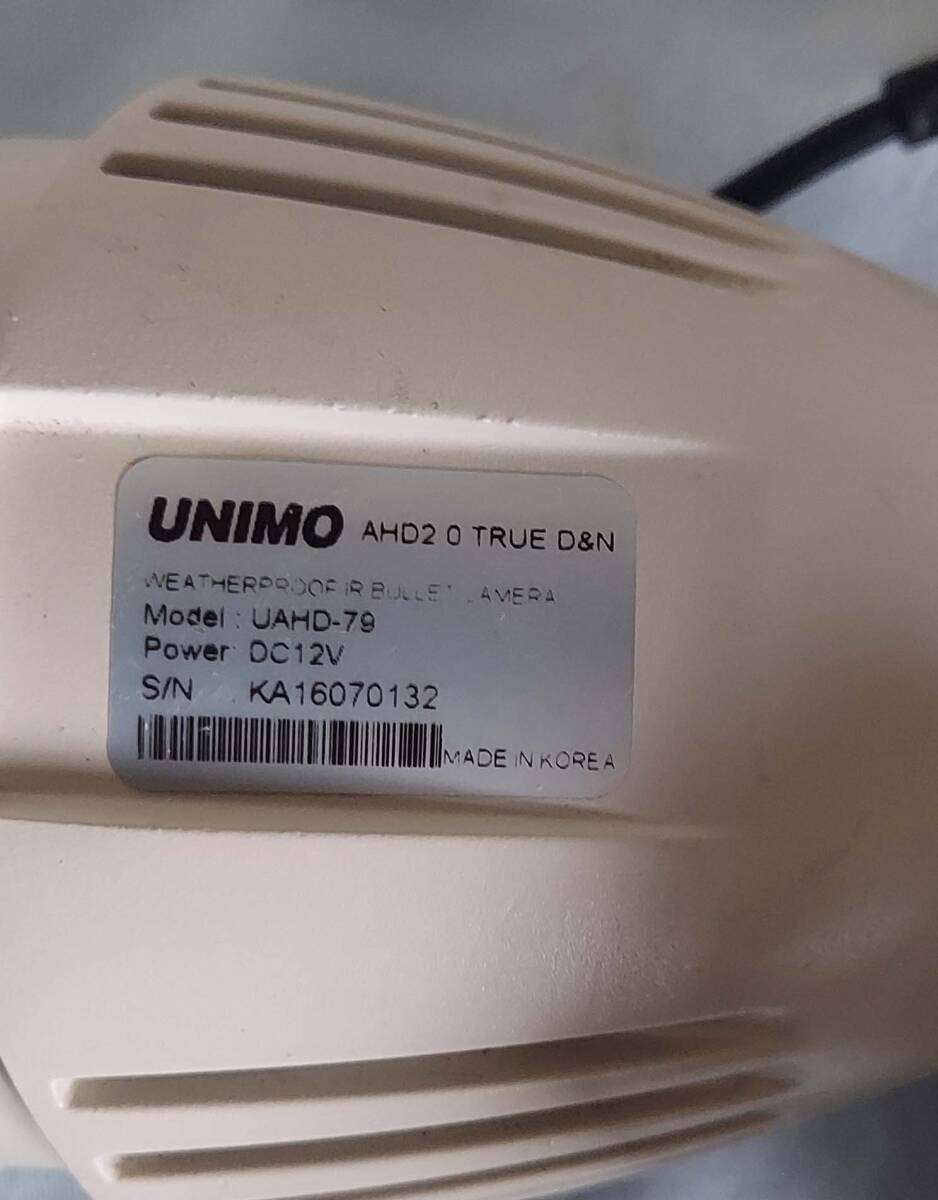 UNIMO AHD2 0 TRUE D&N
WEATHERPROOF IR BULLET CAMERA
Model : UAHD-79
Power DC12V
S/N . KA16070132
MADE IN KOREA